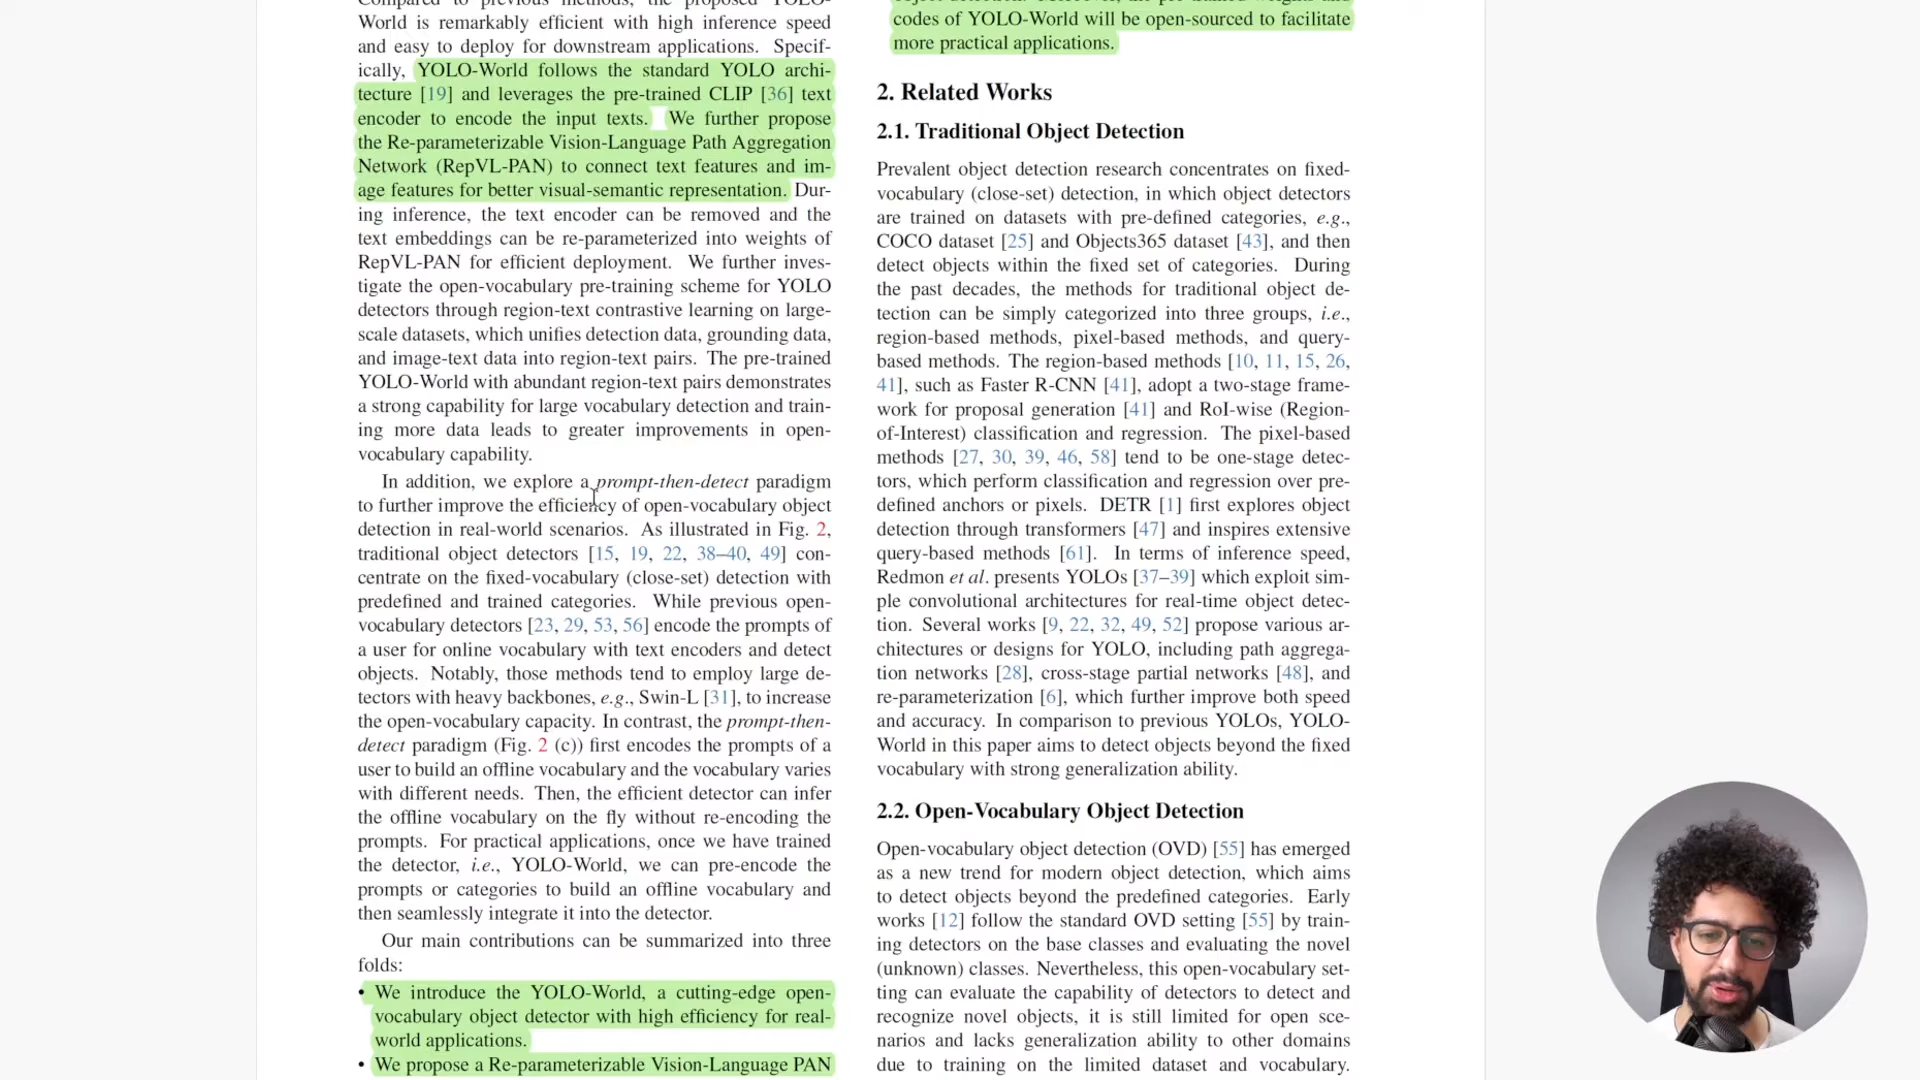 Compared to previous methods, the proposed YOLO-
World is remarkably efficient with high inference speed
and easy to deploy for downstream applications. Specif-
ically, YOLO-World follows the standard YOLO archi-
tecture [19] and leverages the pre-trained CLIP [36] text
encoder to encode the input texts. We further propose
the Re-parameterizable Vision-Language Path Aggregation
Network (RepVL-PAN) to connect text features and im-
age features for better visual-semantic representation. Dur-
ing inference, the text encoder can be removed and the
text embeddings can be re-parameterized into weights of
RepVL-PAN for efficient deployment. We further inves-
tigate the open-vocabulary pre-training scheme for YOLO
detectors through region-text contrastive learning on large-
scale datasets, which unifies detection data, grounding data,
and image-text data into region-text pairs. The pre-trained
YOLO-World with abundant region-text pairs demonstrates
a strong capability for large vocabulary detection and train-
ing more data leads to greater improvements in open-
vocabulary capability.
In addition, we explore a prompt-then-detect paradigm
to further improve the efficiency of open-vocabulary object
detection in real-world scenarios. As illustrated in Fig. 2,
traditional object detectors [15, 19, 22, 38–40, 49] con-
centrate on the fixed-vocabulary (close-set) detection with
predefined and trained categories. While previous open-
vocabulary detectors [23, 29, 53, 56] encode the prompts of
a user for online vocabulary with text encoders and detect
objects. Notably, those methods tend to employ large de-
tectors with heavy backbones, e.g., Swin-L [31], to increase
the open-vocabulary capacity. In contrast, the prompt-then-
detect paradigm (Fig. 2 (c)) first encodes the prompts of a
user to build an offline vocabulary and the vocabulary varies
with different needs. Then, the efficient detector can infer
the offline vocabulary on the fly without re-encoding the
prompts. For practical applications, once we have trained
the detector, i.e., YOLO-World, we can pre-encode the
prompts or categories to build an offline vocabulary and
then seamlessly integrate it into the detector.
Our main contributions can be summarized into three
folds:
• We introduce the YOLO-World, a cutting-edge open-
vocabulary object detector with high efficiency for real-
world applications.
• We propose a Re-parameterizable Vision-Language PAN
codes of YOLO-World will be open-sourced to facilitate
more practical applications.
2. Related Works
2.1. Traditional Object Detection
Prevalent object detection research concentrates on fixed-
vocabulary (close-set) detection, in which object detectors
are trained on datasets with pre-defined categories, e.g.,
COCO dataset [25] and Objects365 dataset [43], and then
detect objects within the fixed set of categories. During
the past decades, the methods for traditional object de-
tection can be simply categorized into three groups, i.e.,
region-based methods, pixel-based methods, and query-
based methods. The region-based methods [10, 11, 15, 26,
41], such as Faster R-CNN [41], adopt a two-stage frame-
work for proposal generation [41] and RoI-wise (Region-
of-Interest) classification and regression. The pixel-based
methods [27, 30, 39, 46, 58] tend to be one-stage detec-
tors, which perform classification and regression over pre-
defined anchors or pixels. DETR [1] first explores object
detection through transformers [47] and inspires extensive
query-based methods [61]. In terms of inference speed,
Redmon et al. presents YOLOs [37–39] which exploit sim-
ple convolutional architectures for real-time object detec-
tion. Several works [9, 22, 32, 49, 52] propose various ar-
chitectures or designs for YOLO, including path aggrega-
tion networks [28], cross-stage partial networks [48], and
re-parameterization [6], which further improve both speed
and accuracy. In comparison to previous YOLOs, YOLO-
World in this paper aims to detect objects beyond the fixed
vocabulary with strong generalization ability.
2.2. Open-Vocabulary Object Detection
Open-vocabulary object detection (OVD) [55] has emerged
as a new trend for modern object detection, which aims
to detect objects beyond the predefined categories. Early
works [12] follow the standard OVD setting [55] by train-
ing detectors on the base classes and evaluating the novel
(unknown) classes. Nevertheless, this open-vocabulary set-
ting can evaluate the capability of detectors to detect and
recognize novel objects, it is still limited for open sce-
narios and lacks generalization ability to other domains
due to training on the limited dataset and vocabulary.